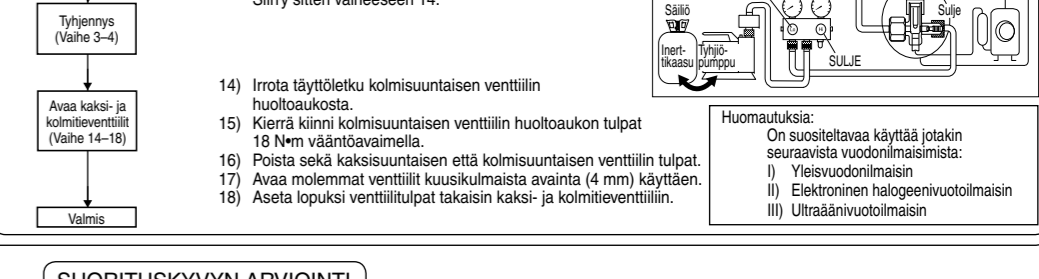 Siirry sitten vaiheeseen 14.
Tyhjennys
(Vaihe 3–4)
Avaa kaksi- ja
kolmitieventtiilit
(Vaihe 14–18)
Valmis
14) Irrota täyttöletku kolmisuuntaisen venttiilin
huoltoaukosta.
15) Kierrä kiinni kolmisuuntaisen venttiilin huoltoaukon tulpat
18 N•m vääntöavaimella.
16) Poista sekä kaksisuuntaisen että kolmisuuntaisen venttiilin tulpat.
17) Avaa molemmat venttiilit kuusikulmaista avainta (4 mm) käyttäen.
18) Aseta lopuksi venttiilitulpat takaisin kaksi- ja kolmitieventtiiliin.
Säiliö
Inert-
tikaasu
Tyhjiö-
pumppu
Lo
Hi
SULJE
Sulje
Huomautuksia:
On suositeltavaa käyttää jotakin
seuraavista vuodonilmaisimista:
I) Yleisvuodonilmaisin
II) Elektroninen halogeenivuotoilmaisin
III) Ultraäänivuotoilmaisin
SUORITUSKYVYN ARVIOINTI